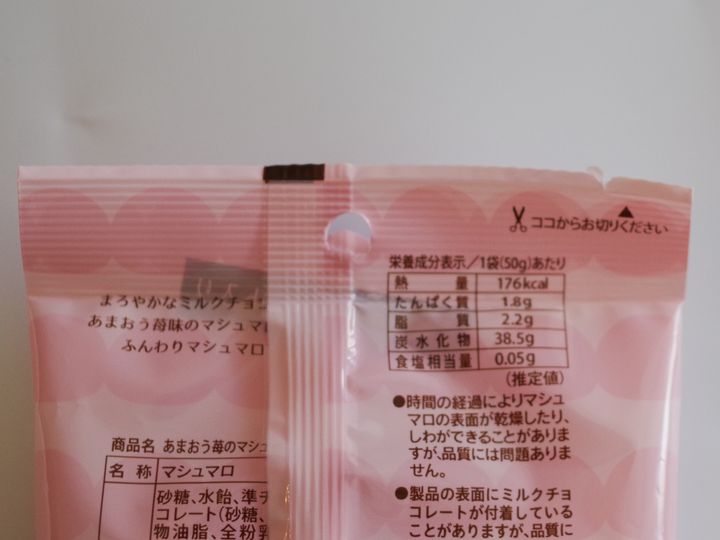 ココからお切りください
まろやかなミルクチョコ
あまおう苺味のマシュマロ
ふんわりマシュマロ
商品名 あまおう苺のマシュ
名 称 マシュマロ
砂糖、水飴、準チ
コレート(砂糖、
物油脂、全粉乳
栄養成分表示/1袋(50g)あたり
熱 量 176kcal
たんぱく質 1.8g
脂 質 2.2g
炭水化物 38.5g
食塩相当量 0.05g
(推定値)
●時間の経過によりマシュ
マロの表面が乾燥したり、
しわができることがありま
すが、品質には問題ありま
せん。
●製品の表面にミルクチョ
コレートが付着している
ことがありますが、品質に